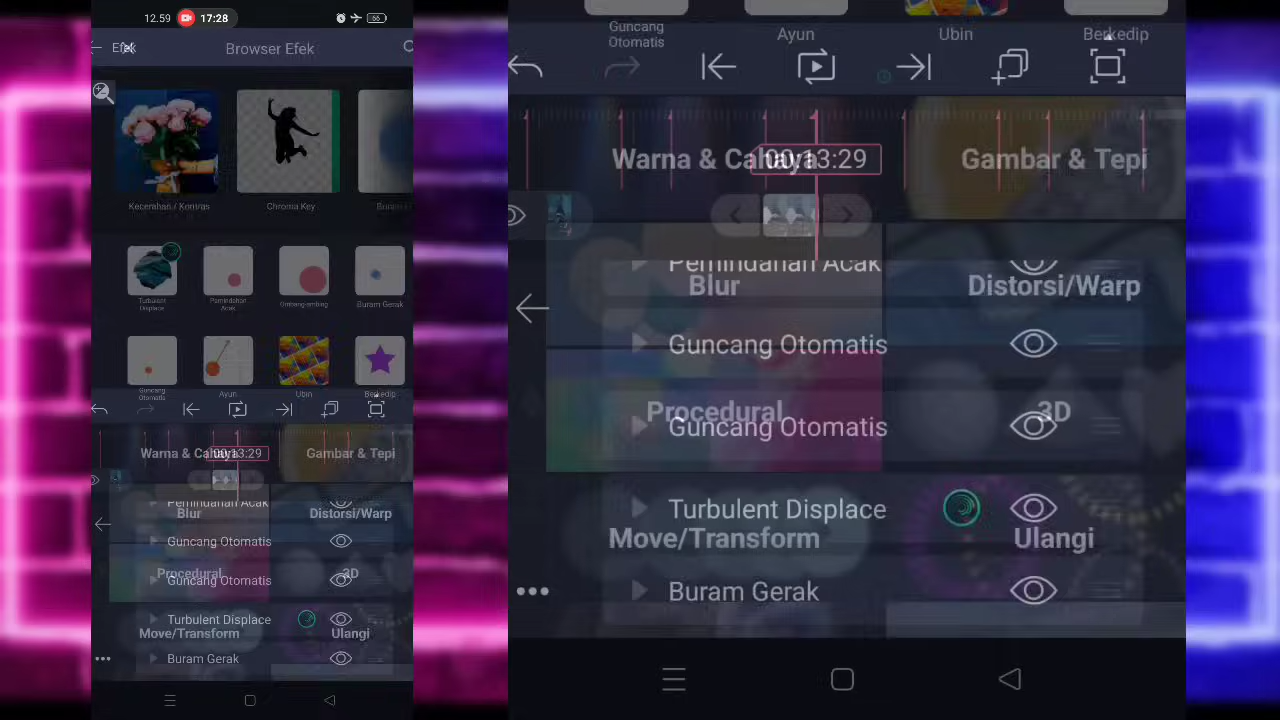 12.59 17:28 66
Efek Browser Efek
Kecerahan / Kontras Chroma Key
Turbulent Displace
Pemindahan Acak
Buram Gerak
Guncang Otomatis
Ayun Ubin Berkedip
Warna & Cahaya 00:13:29 Gambar & Tepi
Pemindahan Acak
Blur Distorsi/Warp
Guncang Otomatis
Procedural 3D
Guncang Otomatis
Turbulent Displace
Move/Transform Ulangi
Buram Gerak
Guncang Otomatis
Ayun Ubin Berkedip
Warna & Cahaya 00:13:29 Gambar & Tepi
Pemindahan Acak
Blur Distorsi/Warp
Guncang Otomatis
Procedural 3D
Guncang Otomatis
Turbulent Displace
Move/Transform Ulangi
Buram Gerak